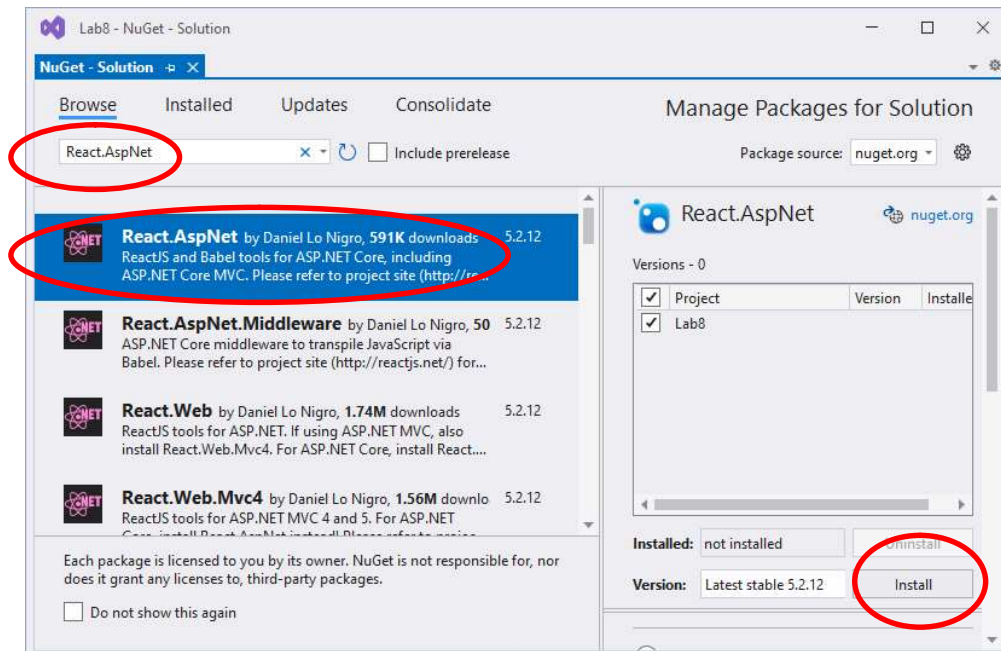 Lab8 - NuGet - Solution
NuGet - Solution
Browse Installed Updates Consolidate
Manage Packages for Solution
React.AspNet
Include prerelease
Package source: nuget.org
.NET
React.AspNet by Daniel Lo Nigro, 591K downloads 5.2.12
ReactJS and Babel tools for ASP.NET Core, including
ASP.NET Core MVC. Please refer to project site (http://re...
.NET
React.AspNet.Middleware by Daniel Lo Nigro, 50 5.2.12
ASP.NET Core middleware to transpile JavaScript via
Babel. Please refer to project site (http://reactjs.net/) for...
.NET
React.Web by Daniel Lo Nigro, 1.74M downloads 5.2.12
ReactJS tools for ASP.NET. If using ASP.NET MVC, also
install React.Web.Mvc4. For ASP.NET Core, install React....
.NET
React.Web.Mvc4 by Daniel Lo Nigro, 1.56M downlo 5.2.12
ReactJS tools for ASP.NET MVC 4 and 5. For ASP.NET
Each package is licensed to you by its owner. NuGet is not responsible for, nor
does it grant any licenses to, third-party packages.
Do not show this again
React.AspNet
nuget.org
Versions - 0
Project Version Installe
Lab8
Installed: not installed Uninstall
Version: Latest stable 5.2.12 Install